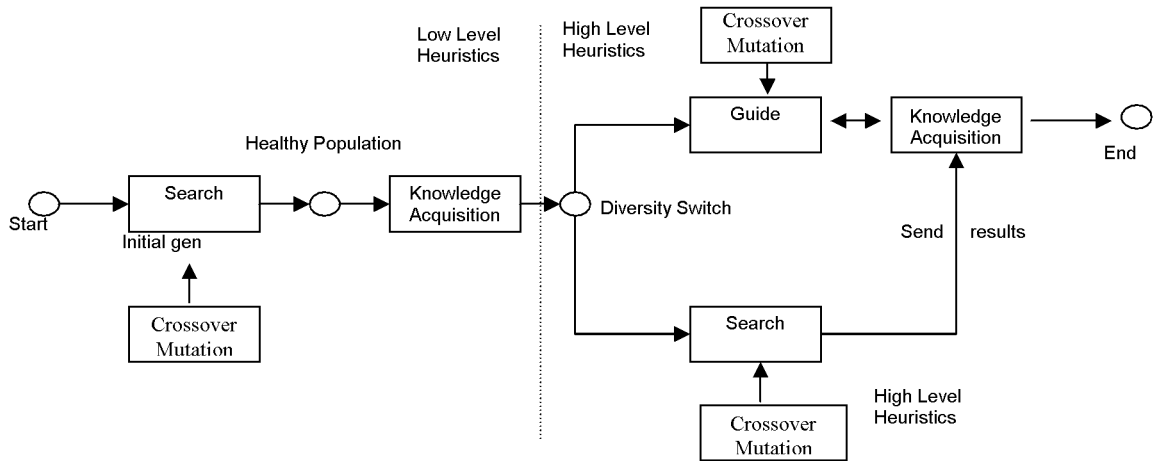 Low Level
Heuristics
High Level
Heuristics
Crossover
Mutation
Healthy Population
Guide
Knowledge
Acquisition
End
Start
Search
Initial gen
Knowledge
Acquisition
Diversity Switch
Send results
Crossover
Mutation
Search
High Level
Heuristics
Crossover
Mutation